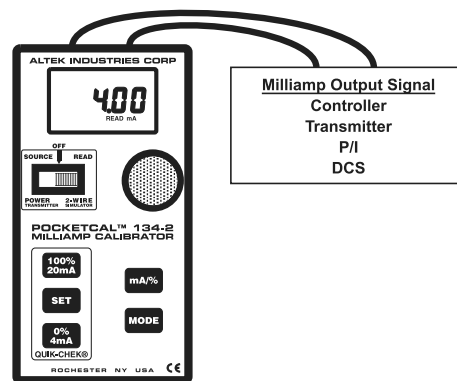 ALTEK INDUSTRIES CORP
4.00
READ mA
OFF
SOURCE READ
POWER 2-WIRE
TRANSMITTER SIMULATOR
POCKETCAL™ 134-2
MILLIAMP CALIBRATOR
100%
20mA
SET
0%
4mA
QUIK-CHEK®
mA/%
MODE
ROCHESTER NY USA CE
Milliamp Output Signal
Controller
Transmitter
P/I
DCS